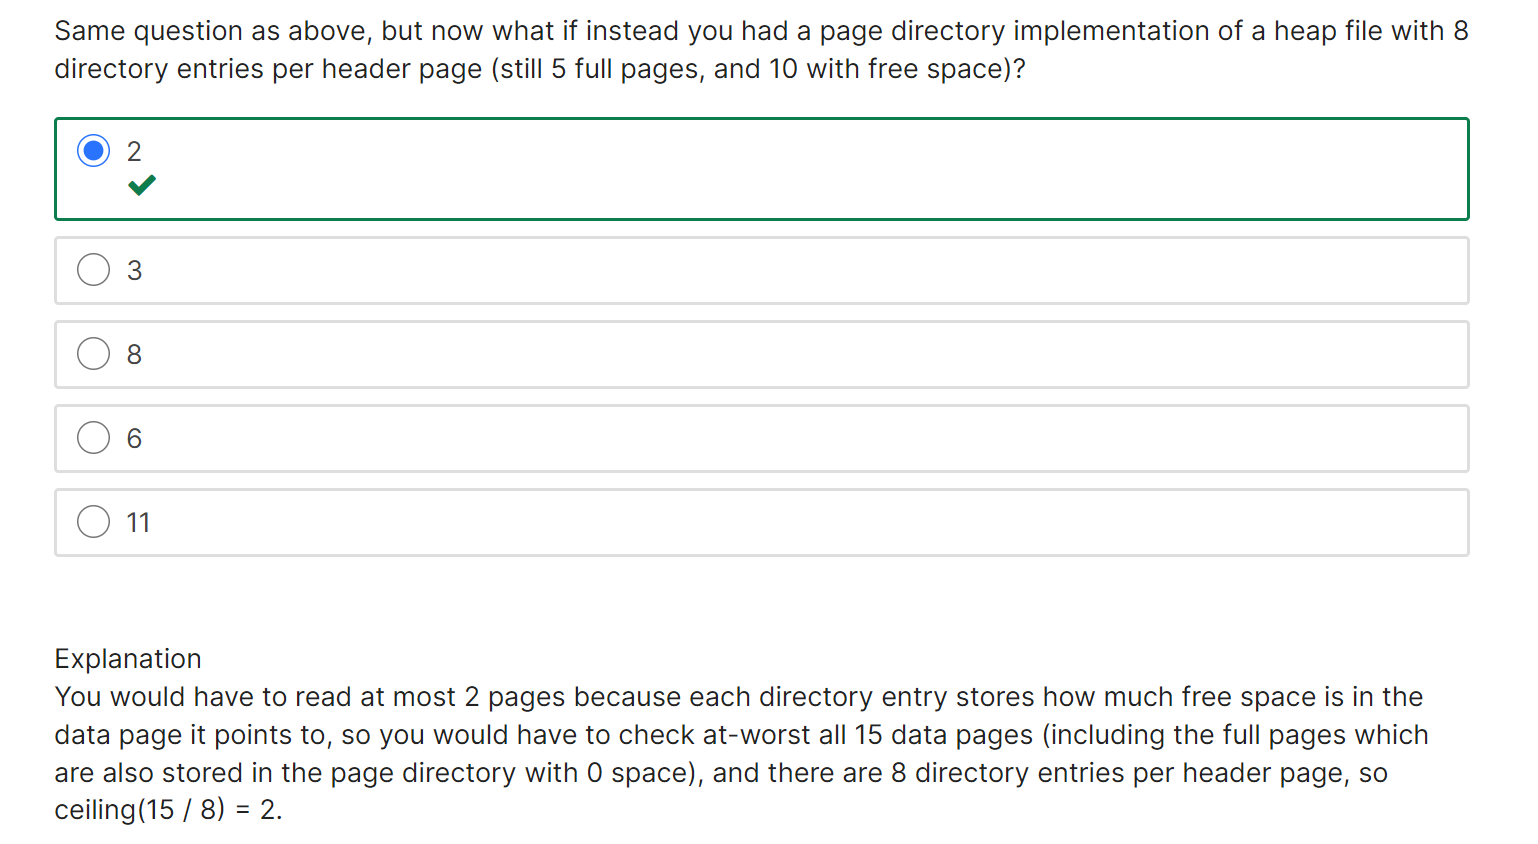 Same question as above, but now what if instead you had a page directory implementation of a heap file with 8
directory entries per header page (still 5 full pages, and 10 with free space)?
2
3
8
6
11
Explanation
You would have to read at most 2 pages because each directory entry stores how much free space is in the
data page it points to, so you would have to check at-worst all 15 data pages (including the full pages which
are also stored in the page directory with 0 space), and there are 8 directory entries per header page, so
ceiling(15 / 8) = 2.